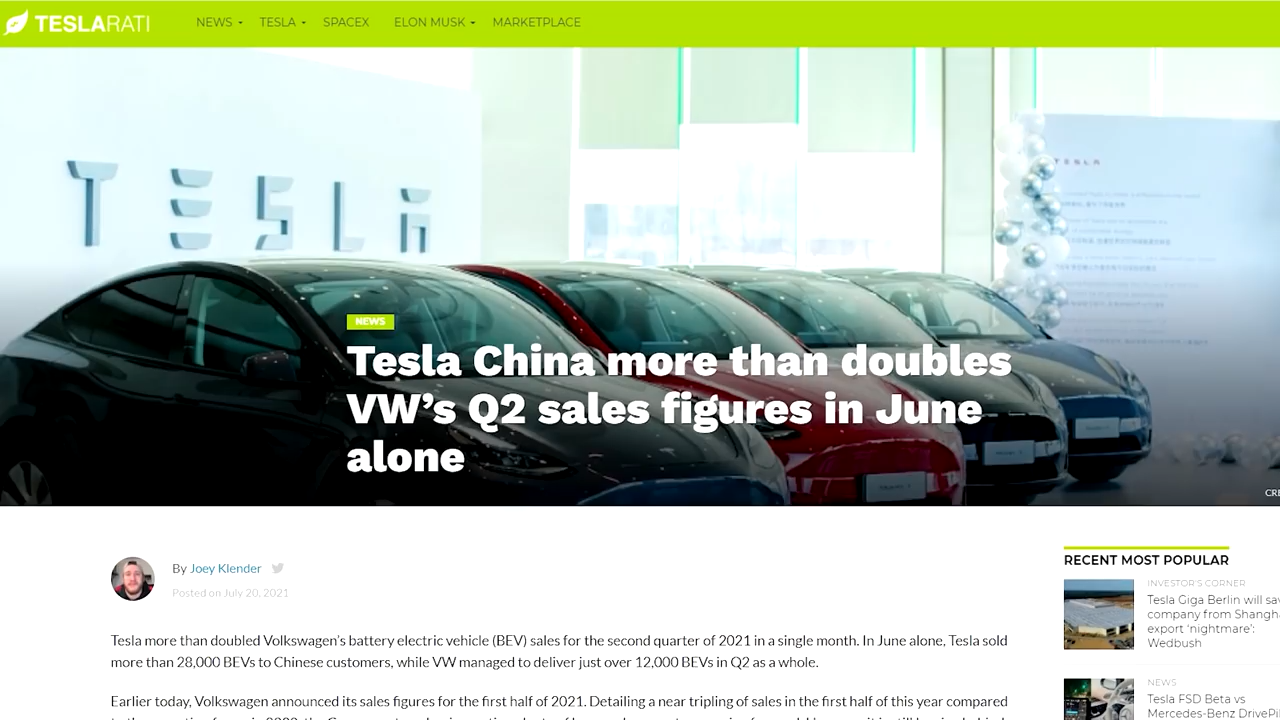 TESLARATI
NEWS
TESLA
SPACEX
ELON MUSK
MARKETPLACE
TESLA
TESLA
NEWS
Tesla China more than doubles
VW's Q2 sales figures in June
alone
By Joey Klender
Posted on July 20, 2021
Tesla more than doubled Volkswagen's battery electric vehicle (BEV) sales for the second quarter of 2021 in a single month. In June alone, Tesla sold
more than 28,000 BEVs to Chinese customers, while VW managed to deliver just over 12,000 BEVs in Q2 as a whole.
Earlier today, Volkswagen announced its sales figures for the first half of 2021. Detailing a near tripling of sales in the first half of this year compared
RECENT MOST POPULAR
INVESTOR'S CORNER
Tesla Giga Berlin will
company from
export 'nightmare':
Wedbush
NEWS
Tesla FSD Beta vs
Mercedes-Benz